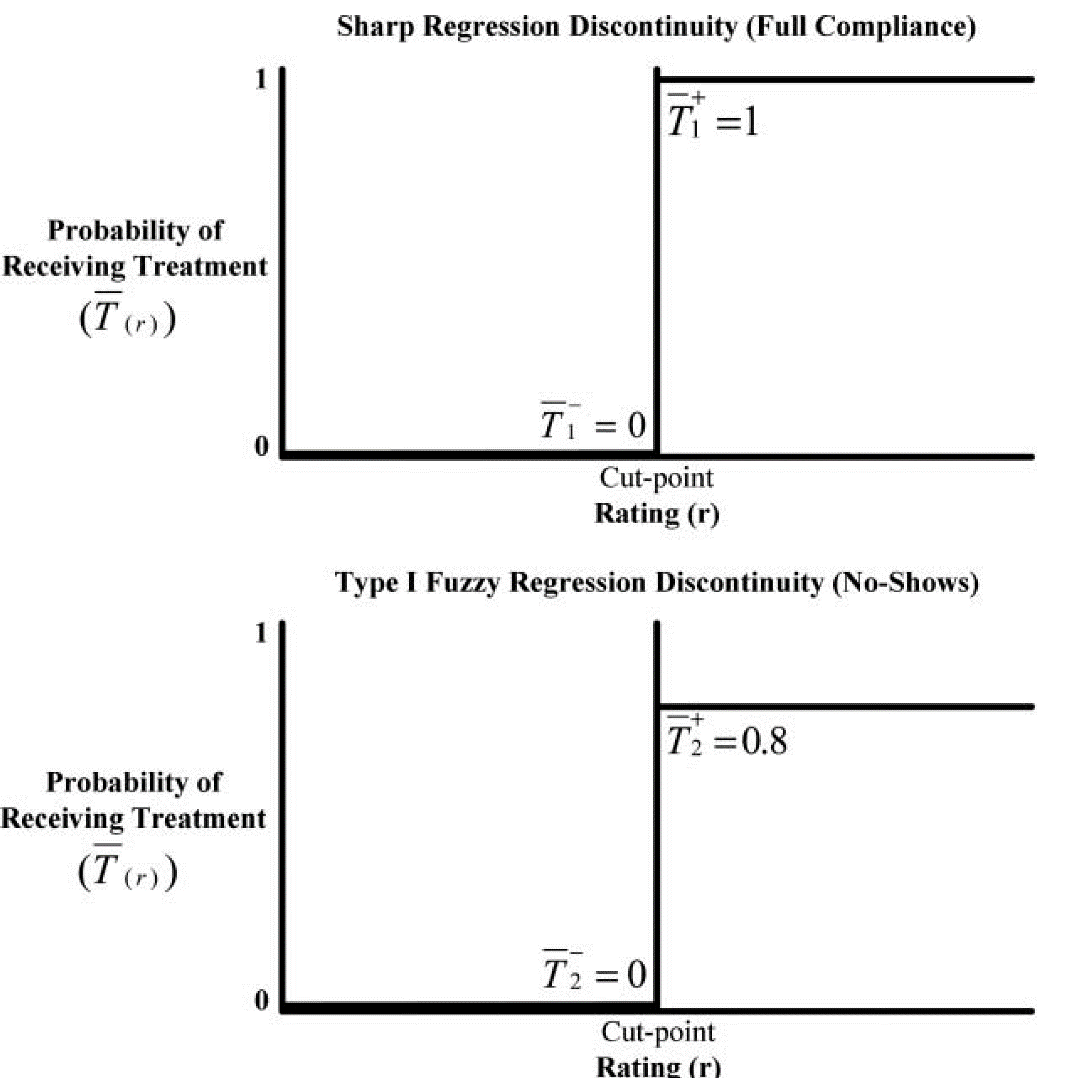 Sharp Regression Discontinuity (Full Compliance)
1
T̅₁⁺ = 1
Probability of
Receiving Treatment
(T̅(r))
T̅₁⁻ = 0
0
Cut-point
Rating (r)
Type I Fuzzy Regression Discontinuity (No-Shows)
1
T̅₂⁺ = 0.8
Probability of
Receiving Treatment
(T̅(r))
T̅₂⁻ = 0
0
Cut-point
Rating (r)